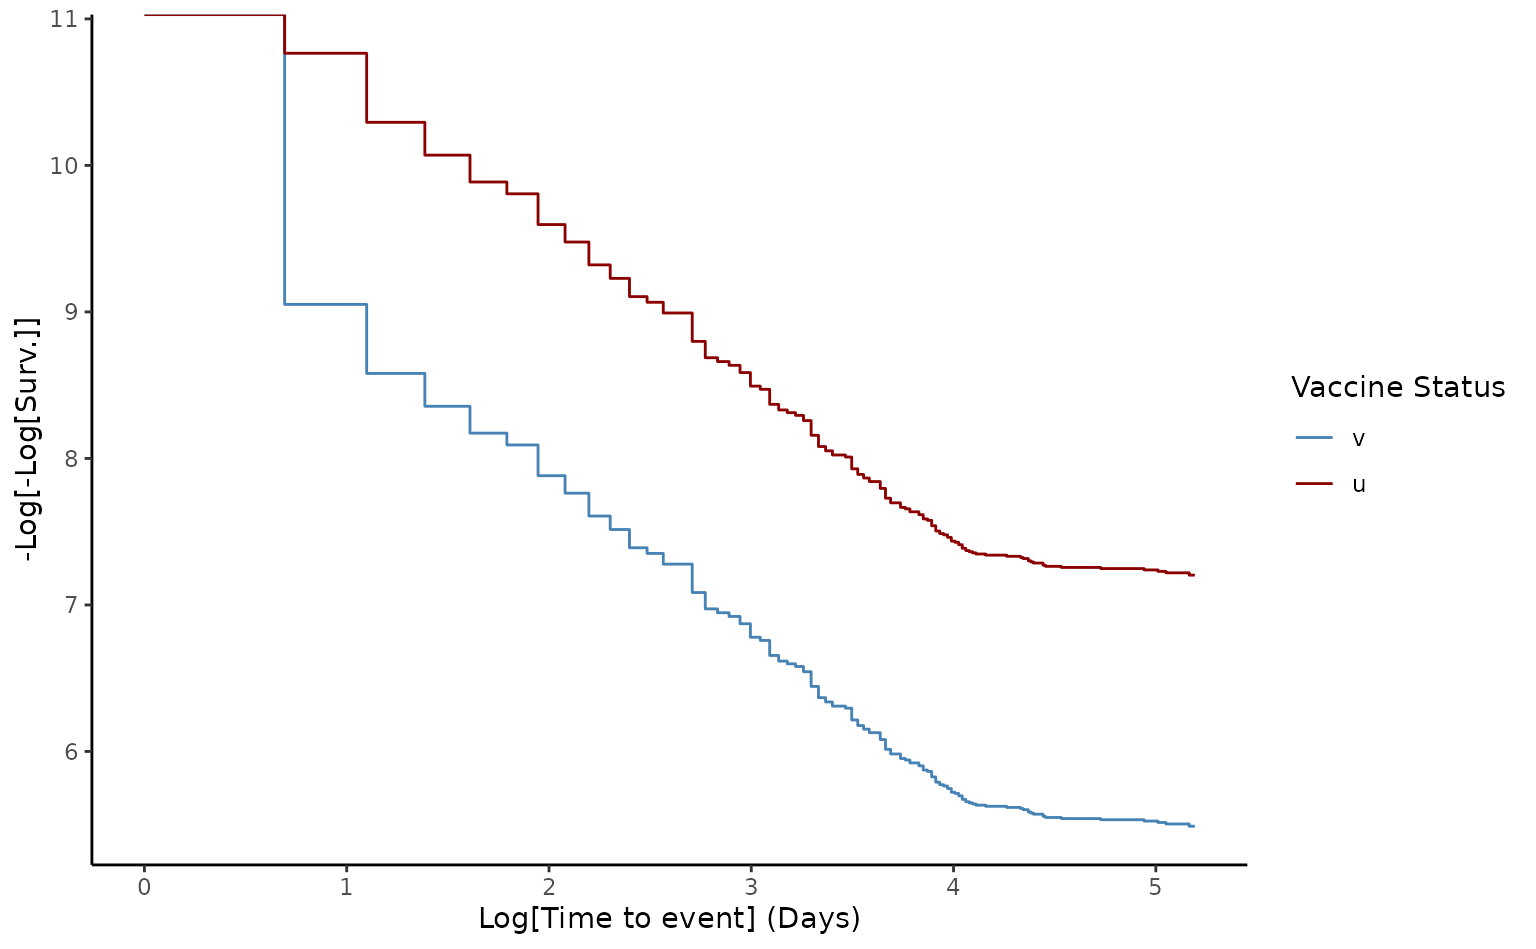 11
10
9
8
7
6
-Log[-Log[Surv.]]
0 1 2 3 4 5
Log[Time to event] (Days)
Vaccine Status
v
u